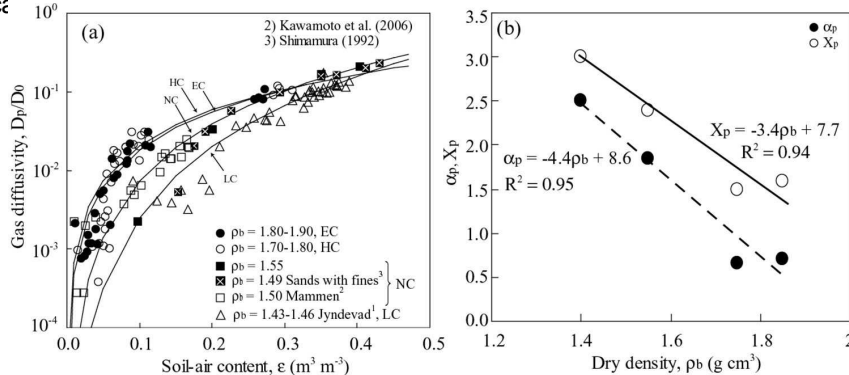 (a)
2) Kawamoto et al. (2006)
3) Shimamura (1992)
10⁰
10⁻¹
10⁻²
10⁻³
10⁻⁴
Gas diffusivity, Dp/D0
HC
EC
NC
LC
ρb = 1.80-1.90, EC
ρb = 1.70-1.80, HC
ρb = 1.55
ρb = 1.49 Sands with fines³
NC
ρb = 1.50 Mammen²
ρb = 1.43-1.46 Jyndevad¹, LC
0.0 0.1 0.2 0.3 0.4 0.5
Soil-air content, ε (m³ m⁻³)
(b)
αp
Xp
3.5
3.0
2.5
2.0
1.5
1.0
0.5
0.0
αp, Xp
Xp = -3.4ρb + 7.7
R² = 0.94
αp = -4.4ρb + 8.6
R² = 0.95
1.2 1.4 1.6 1.8 2
Dry density, ρb (g cm³)